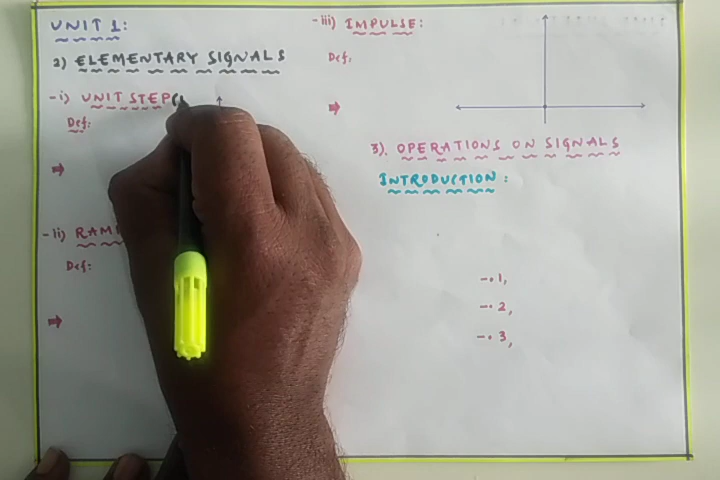 UNIT 1:
2) ELEMENTARY SIGNALS
-i) UNIT STEP(
Def:
-ii) RAM
Def:
-iii) IMPULSE:
Def,
3). OPERATIONS ON SIGNALS
INTRODUCTION:
-. 1,
-. 2,
-. 3,